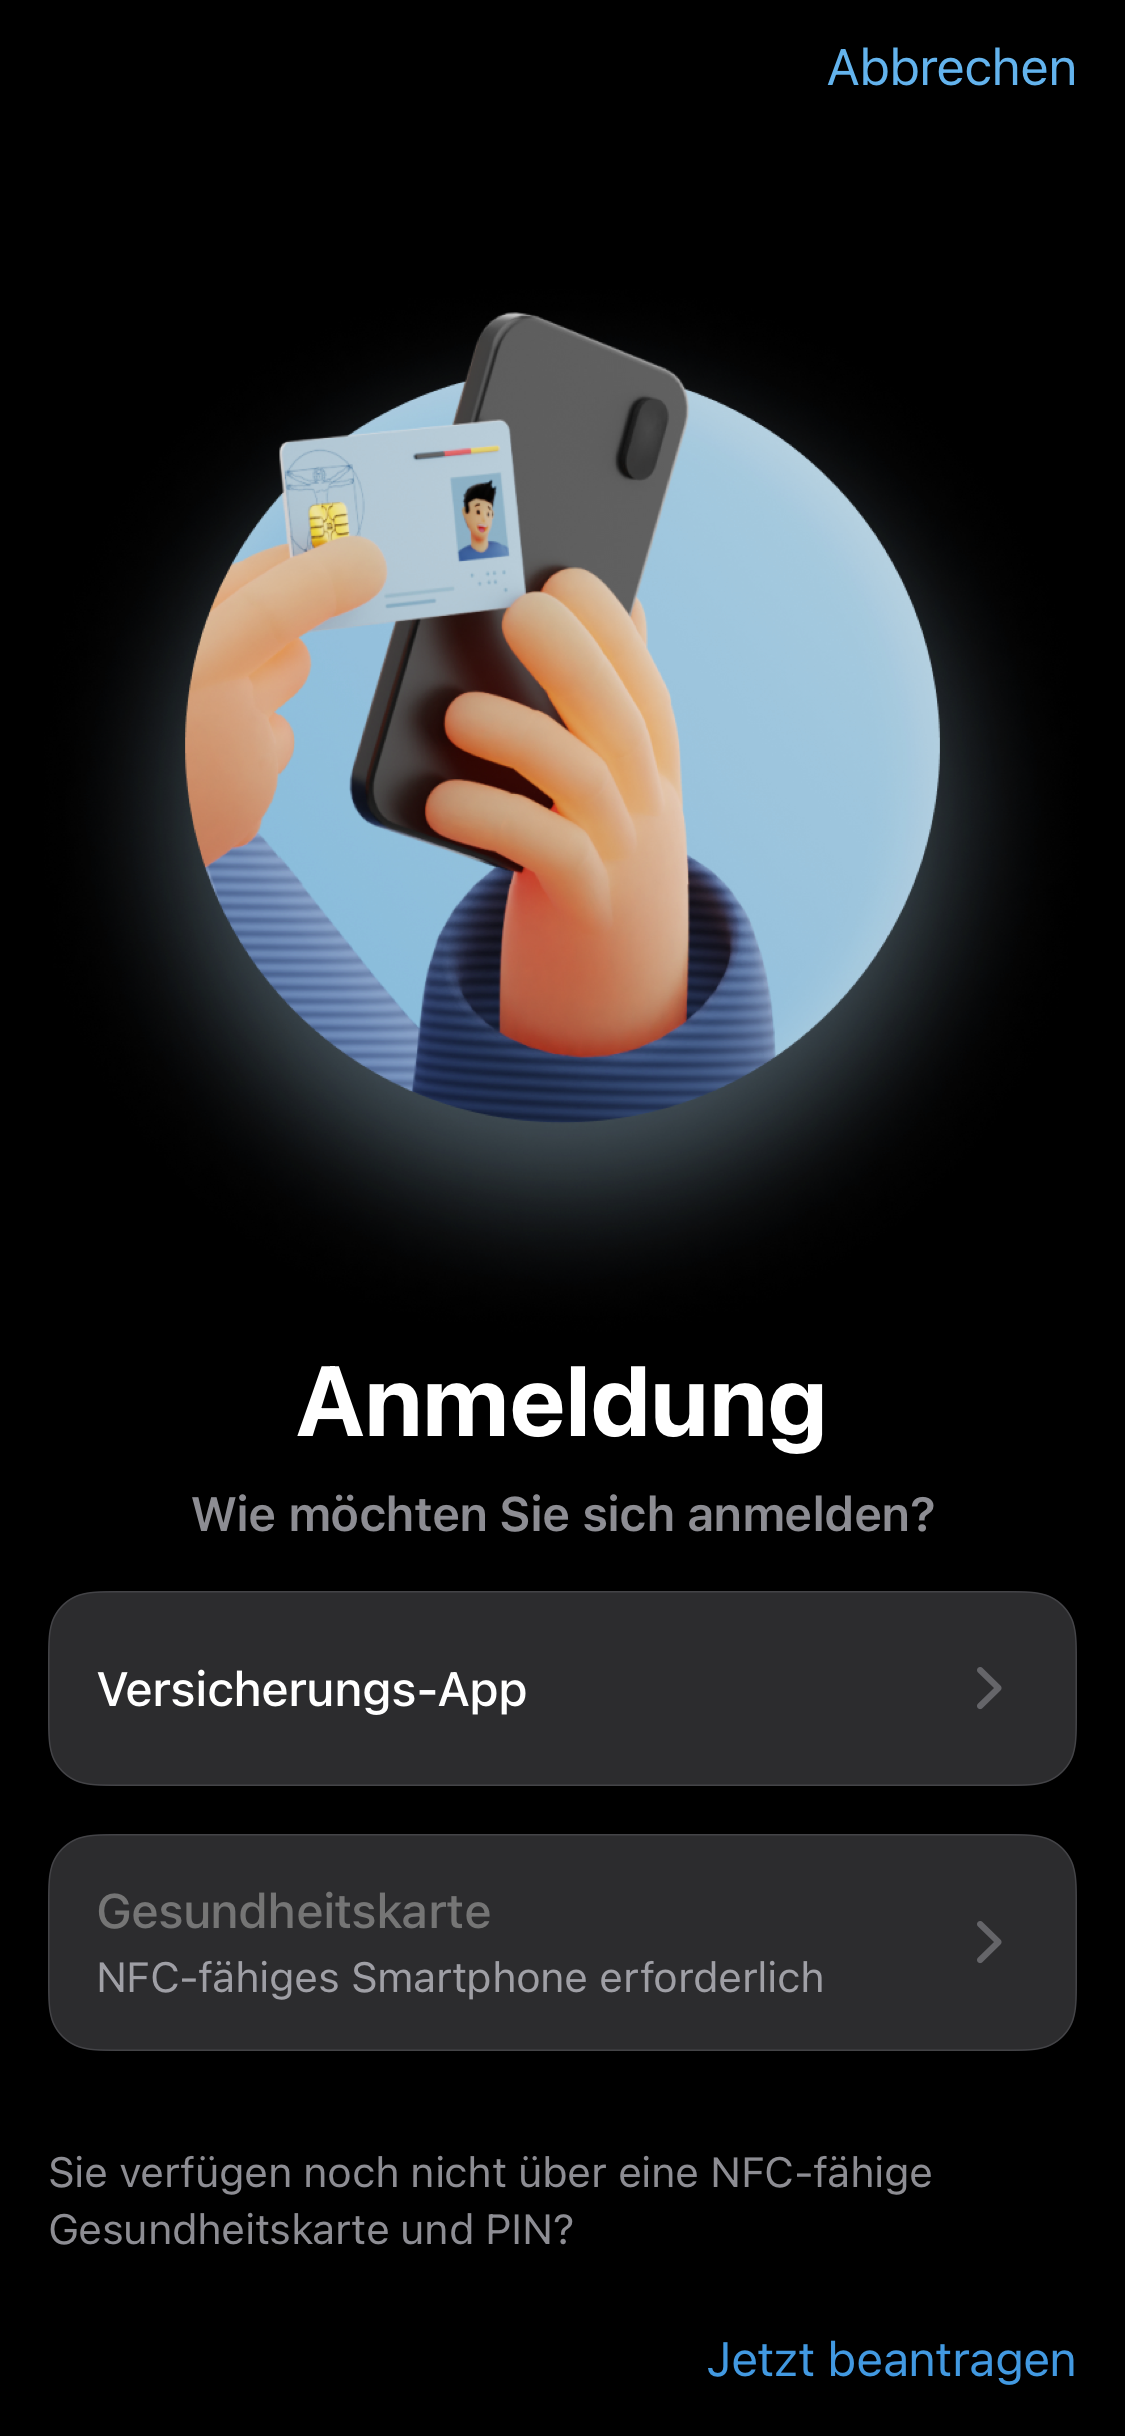 Abbrechen
Anmeldung
Wie möchten Sie sich anmelden?
Versicherungs-App
Gesundheitskarte
NFC-fähiges Smartphone erforderlich
Sie verfügen noch nicht über eine NFC-fähige
Gesundheitskarte und PIN?
Jetzt beantragen